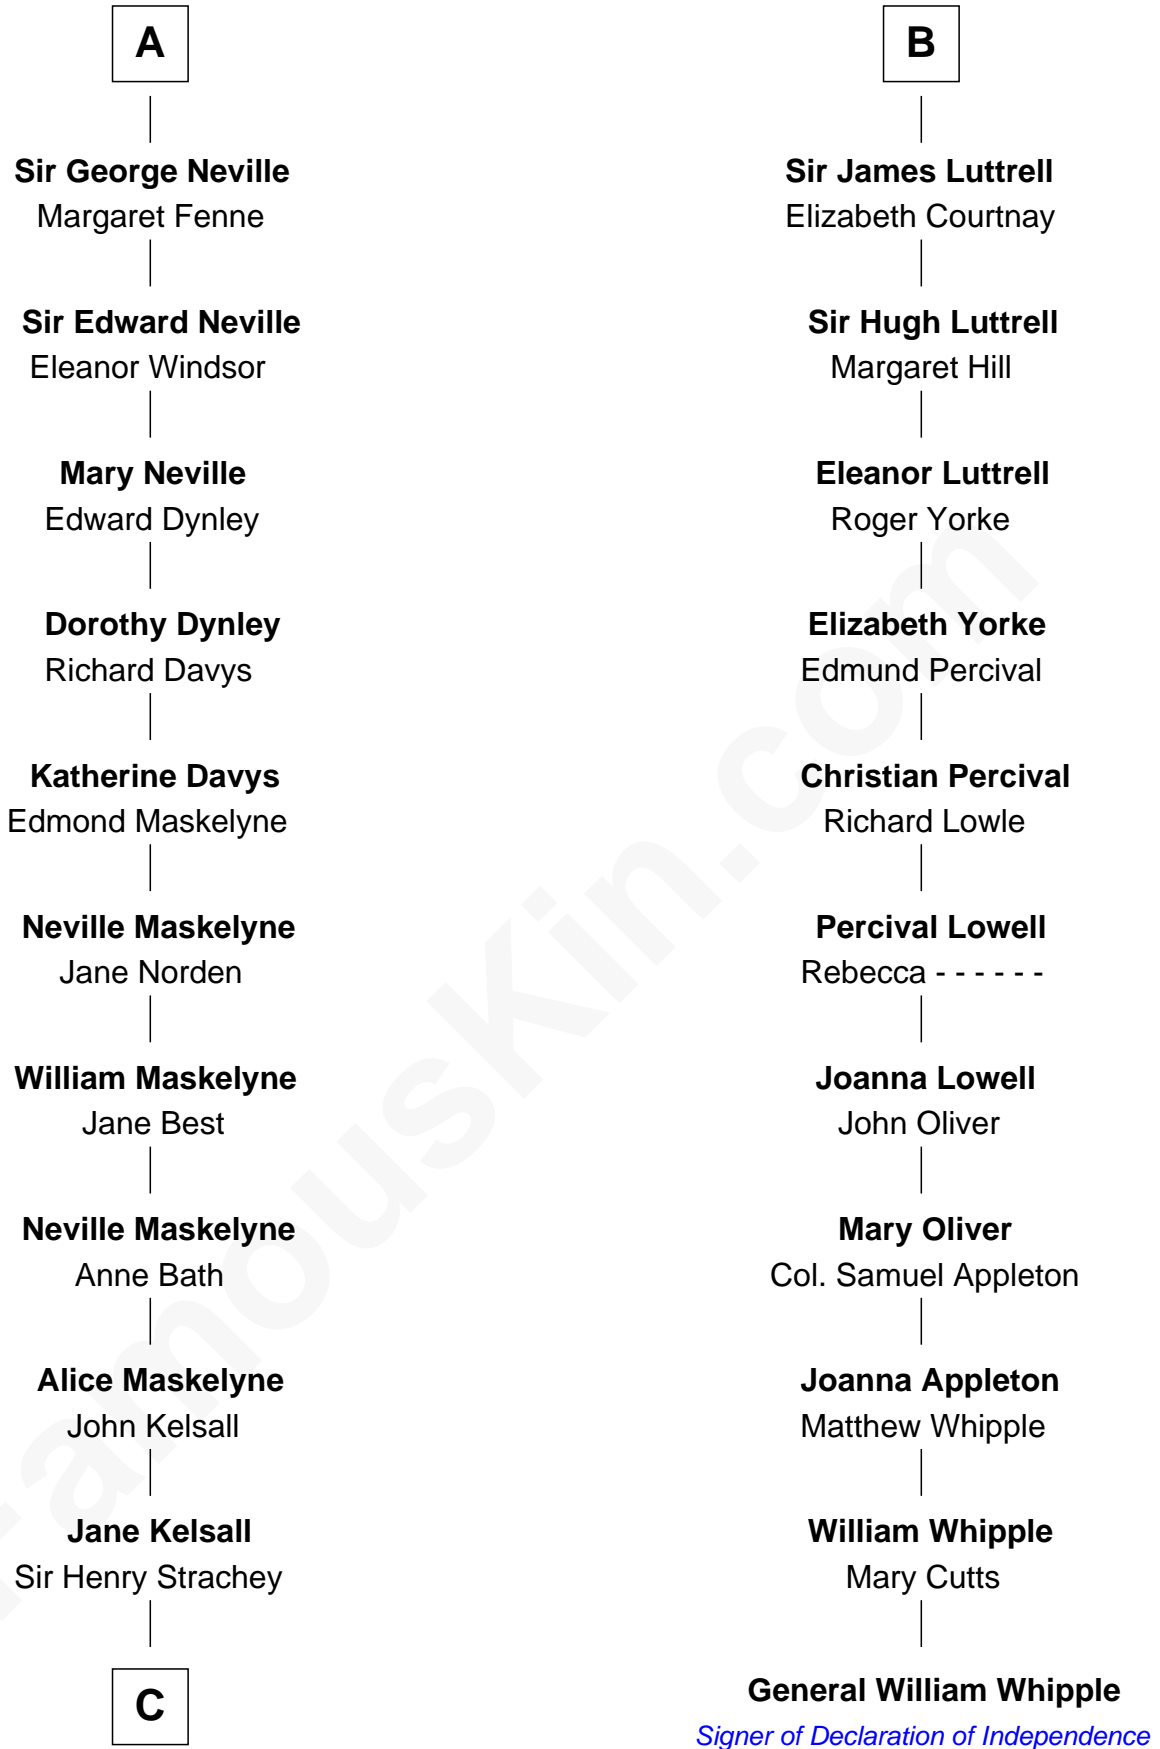 A
Sir George Neville
Margaret Fenne
Sir Edward Neville
Eleanor Windsor
Mary Neville
Edward Dynley
Dorothy Dynley
Richard Davys
Katherine Davys
Edmond Maskelyne
Neville Maskelyne
Jane Norden
William Maskelyne
Jane Best
Neville Maskelyne
Anne Bath
Alice Maskelyne
John Kelsall
Jane Kelsall
Sir Henry Strachey
C
B
Sir James Luttrell
Elizabeth Courtnay
Sir Hugh Luttrell
Margaret Hill
Eleanor Luttrell
Roger Yorke
Elizabeth Yorke
Edmund Percival
Christian Percival
Richard Lowle
Percival Lowell
Rebecca - - - - - -
Joanna Lowell
John Oliver
Mary Oliver
Col. Samuel Appleton
Joanna Appleton
Matthew Whipple
William Whipple
Mary Cutts
General William Whipple
Signer of Declaration of Independence
FamousKin.com